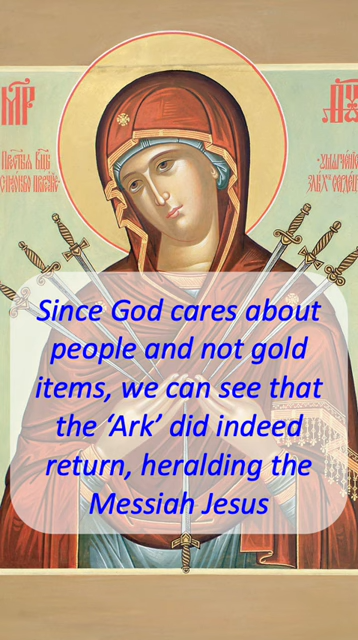 МР
ΘΥ
Since God cares about
people and not gold
items, we can see that
the ‘Ark’ did indeed
return, heralding the
Messiah Jesus